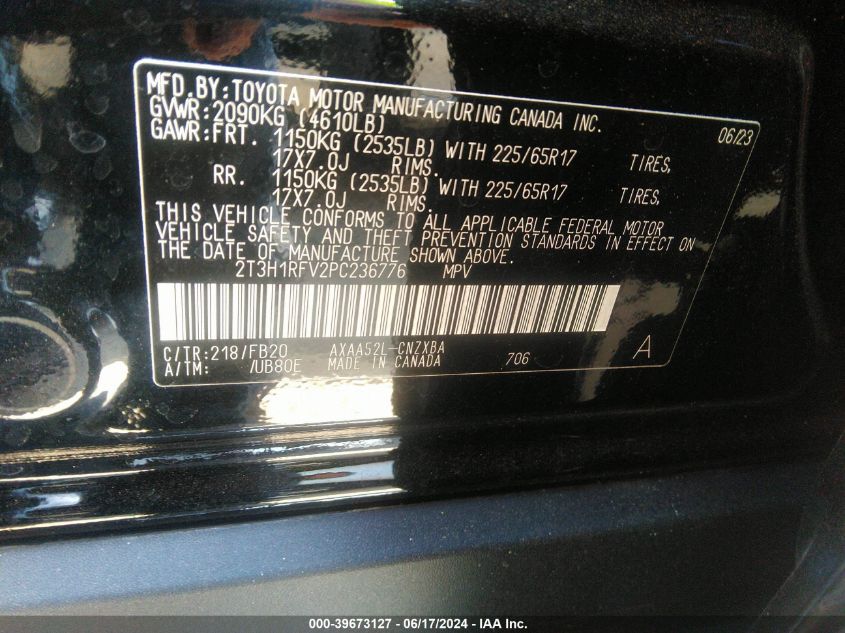 MFD.BY:TOYOTA MOTOR MANUFACTURING CANADA INC.
GVWR:2090KG (4610LB) 06/23
GAWR:FRT. 1150KG (2535LB) WITH 225/65R17 TIRES,
17X7.0J RIMS.
RR. 1150KG (2535LB) WITH 225/65R17 TIRES,
17X7.0J RIMS.
THIS VEHICLE CONFORMS TO ALL APPLICABLE FEDERAL MOTOR
VEHICLE SAFETY AND THEFT PREVENTION STANDARDS IN EFFECT ON
THE DATE OF MANUFACTURE SHOWN ABOVE.
2T3H1RFV2PC236776 MPV
C/TR:218/FB20 AXAA52L-CNZXBA
A/TM: /UB80E MADE IN CANADA 706 A
000-39673127 - 06/17/2024 - IAA Inc.